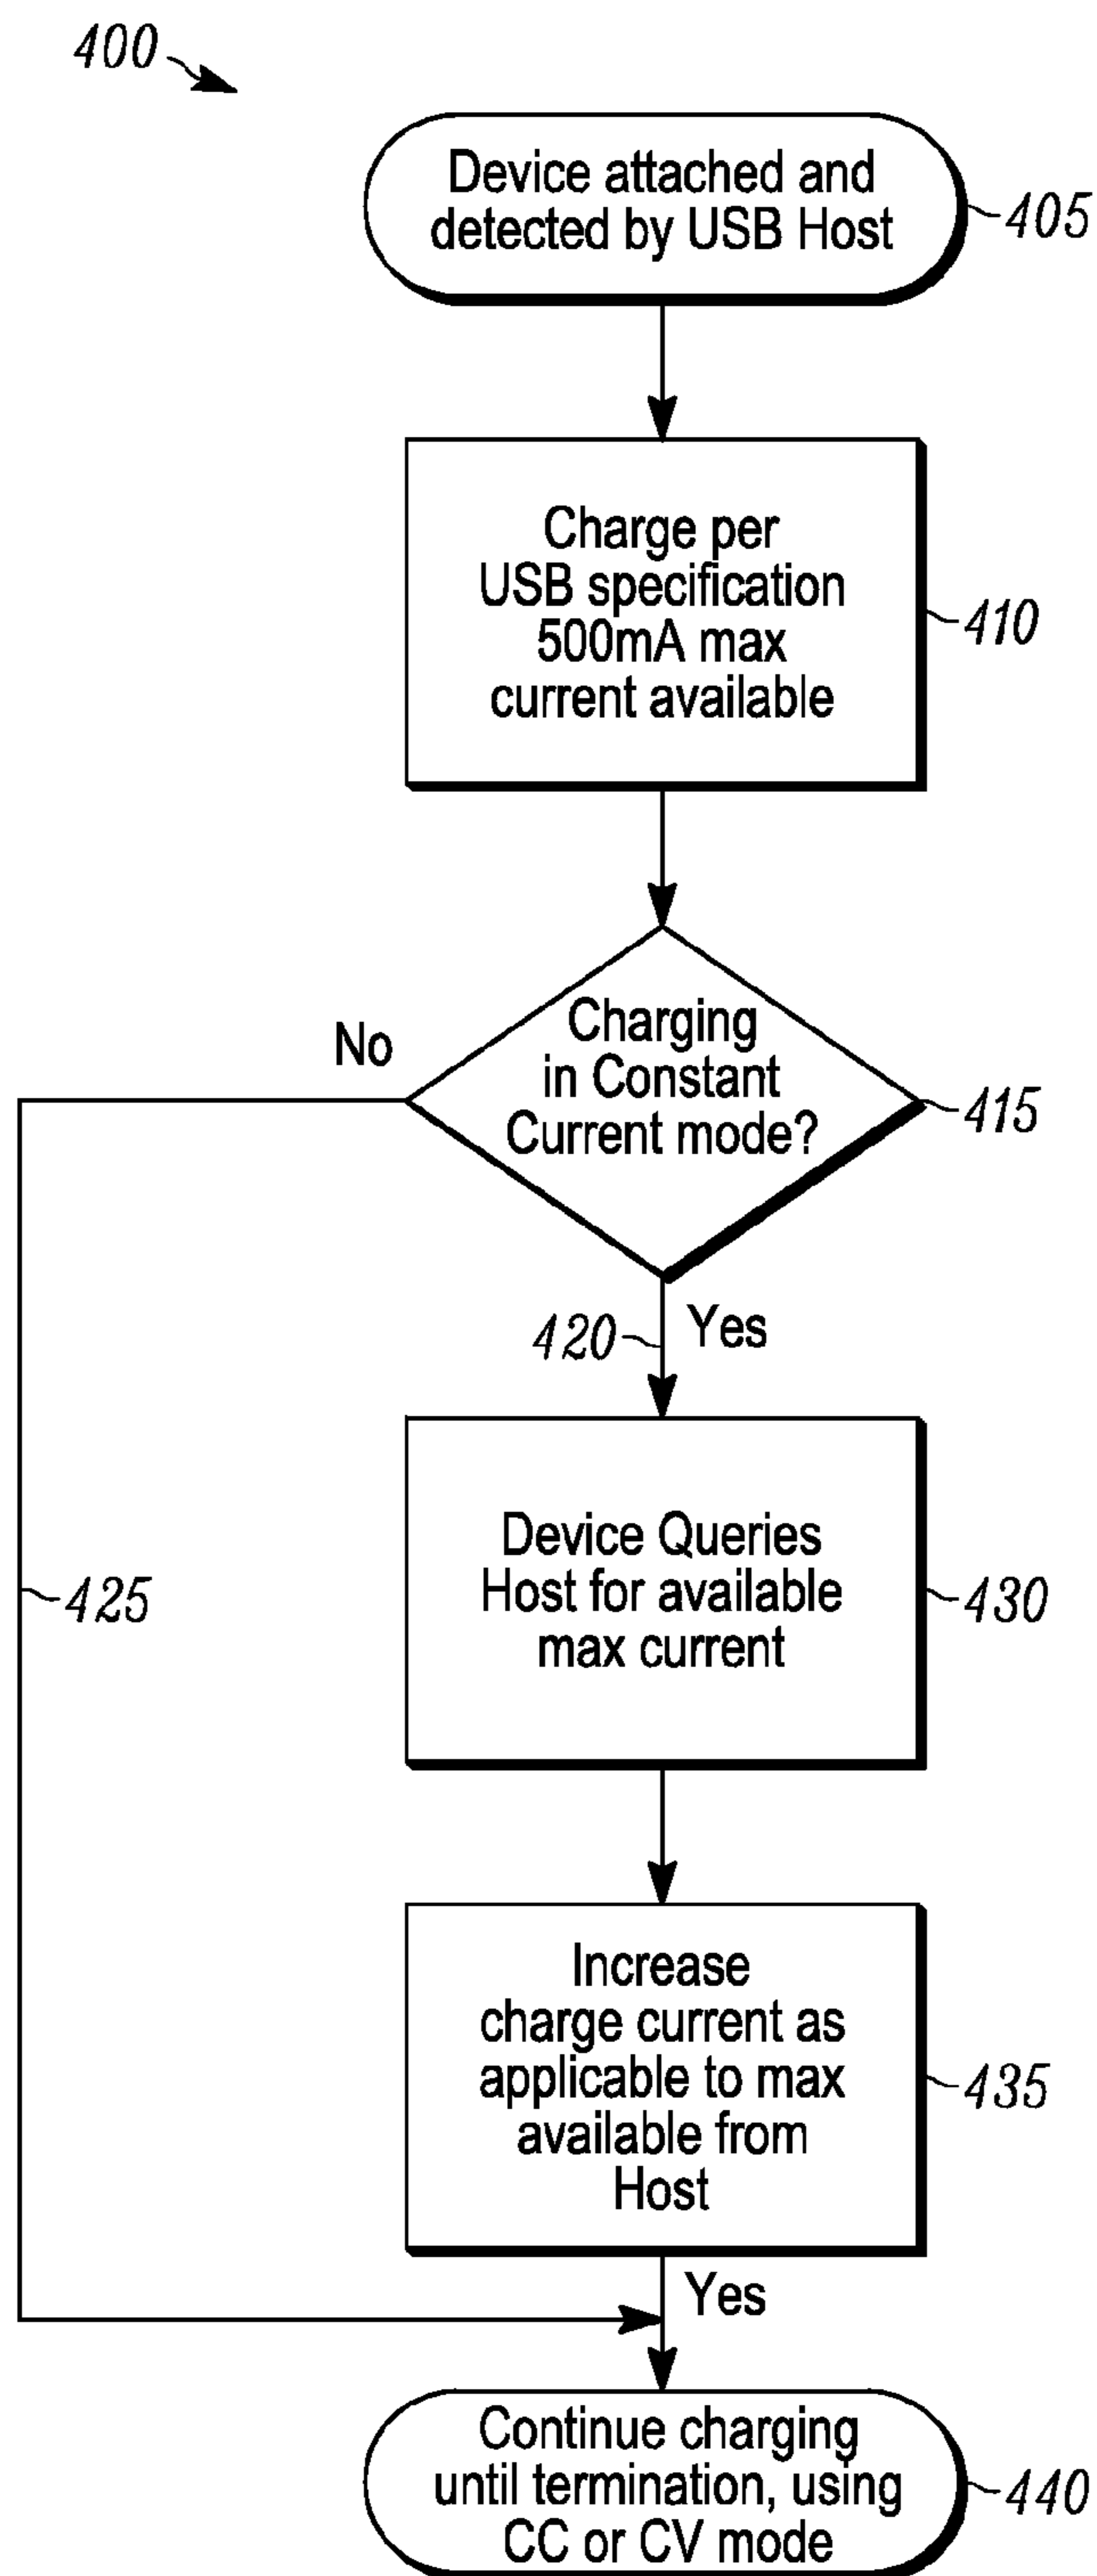 400
Device attached and
detected by USB Host
405
Charge per
USB specification
500mA max
current available
410
No
Charging
in Constant
Current mode?
415
420
Yes
Device Queries
Host for available
max current
425
430
Increase
charge current as
applicable to max
available from
Host
435
Yes
Continue charging
until termination, using
CC or CV mode
440